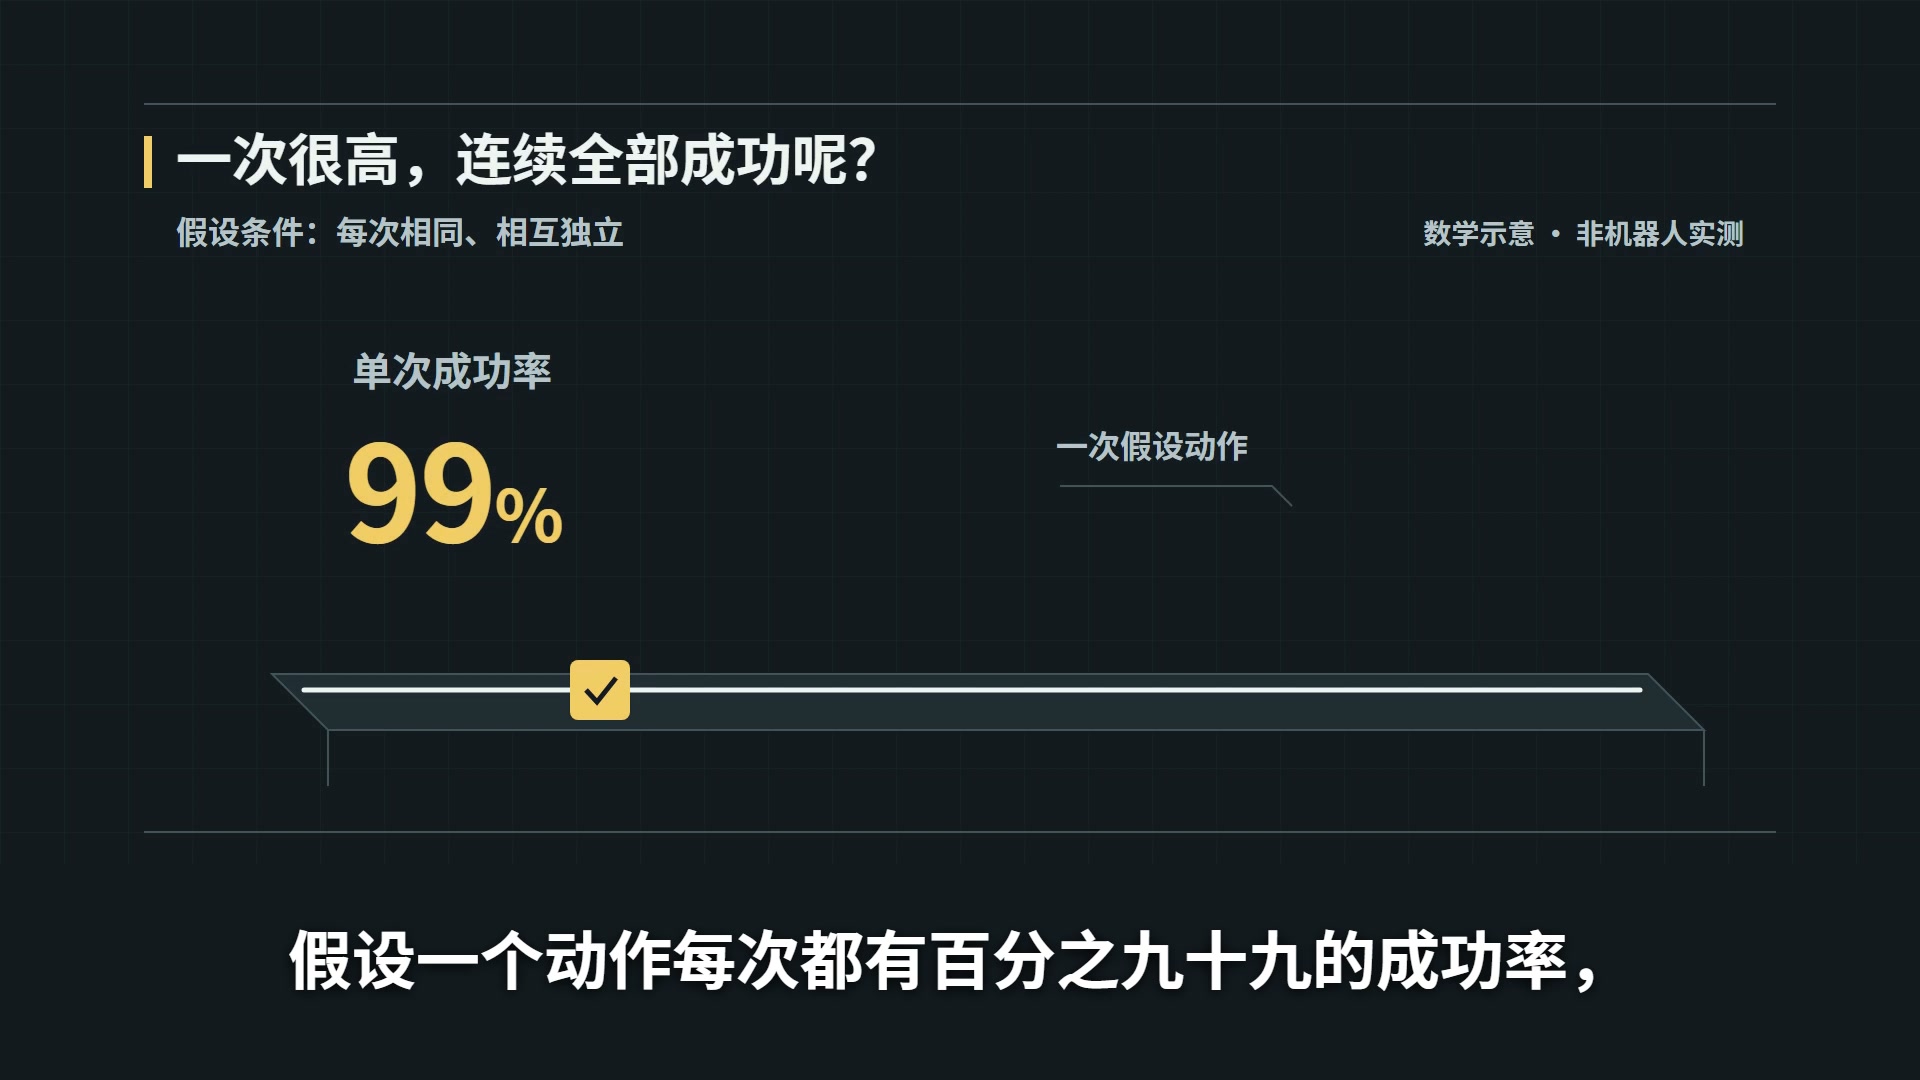 一次很高，连续全部成功呢？
假设条件：每次相同、相互独立
数学示意 · 非机器人实测
单次成功率
99%
一次假设动作
假设一个动作每次都有百分之九十九的成功率，